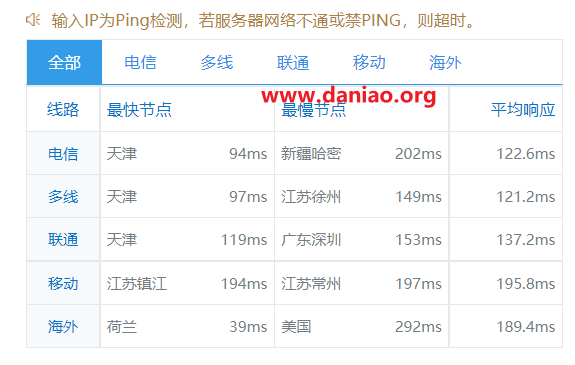 输入IP为Ping检测，若服务器网络不通或禁PING，则超时。
全部 电信 多线 联通 移动 海外
www.daniao.org
线路 最快节点 最慢节点 平均响应
电信 天津 94ms 新疆哈密 202ms 122.6ms
多线 天津 97ms 江苏徐州 149ms 121.2ms
联通 天津 119ms 广东深圳 153ms 137.2ms
移动 江苏镇江 194ms 江苏常州 197ms 195.8ms
海外 荷兰 39ms 美国 292ms 189.4ms